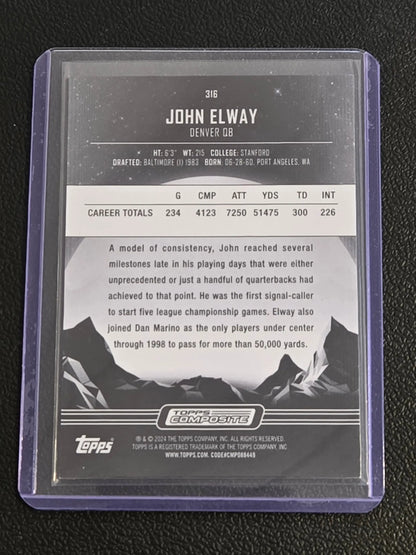 316
JOHN ELWAY
DENVER QB
HT: 6'3" WT: 215 COLLEGE: STANFORD
DRAFTED: BALTIMORE (1) 1983 BORN: 06-28-60, PORT ANGELES, WA
G CMP ATT YDS TD INT
CAREER TOTALS 234 4123 7250 51475 300 226
A model of consistency, John reached several
milestones late in his playing days that were either
unprecedented or just a handful of quarterbacks had
achieved to that point. He was the first signal-caller
to start five league championship games. Elway also
joined Dan Marino as the only players under center
through 1998 to pass for more than 50,000 yards.
TOPPS
COMPOSITE
topps
® & © 2024 THE TOPPS COMPANY, INC. ALL RIGHTS RESERVED.
TOPPS IS A REGISTERED TRADEMARK OF THE TOPPS COMPANY, INC
WWW.TOPPS.COM. CODE#CMP088445